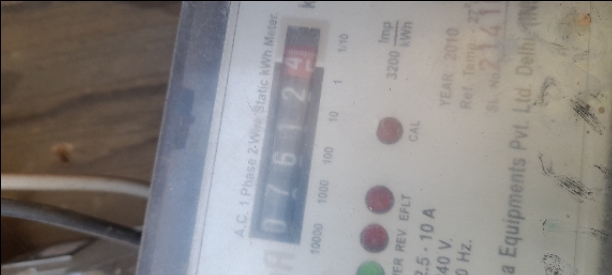 A.C. 1 Phase 2-Wire Static kWh Meter.
0 7 6 1 2 4
10000 1000 100 10 1 1/10
3200 Imp
kWh
CAL
REV EFLT
YEAR 2010
Ref. Temp. 27°
SL. No.
2.5 - 10 A
40 V.
0 Hz.
a Equipments Pvt. Ltd. Delhi